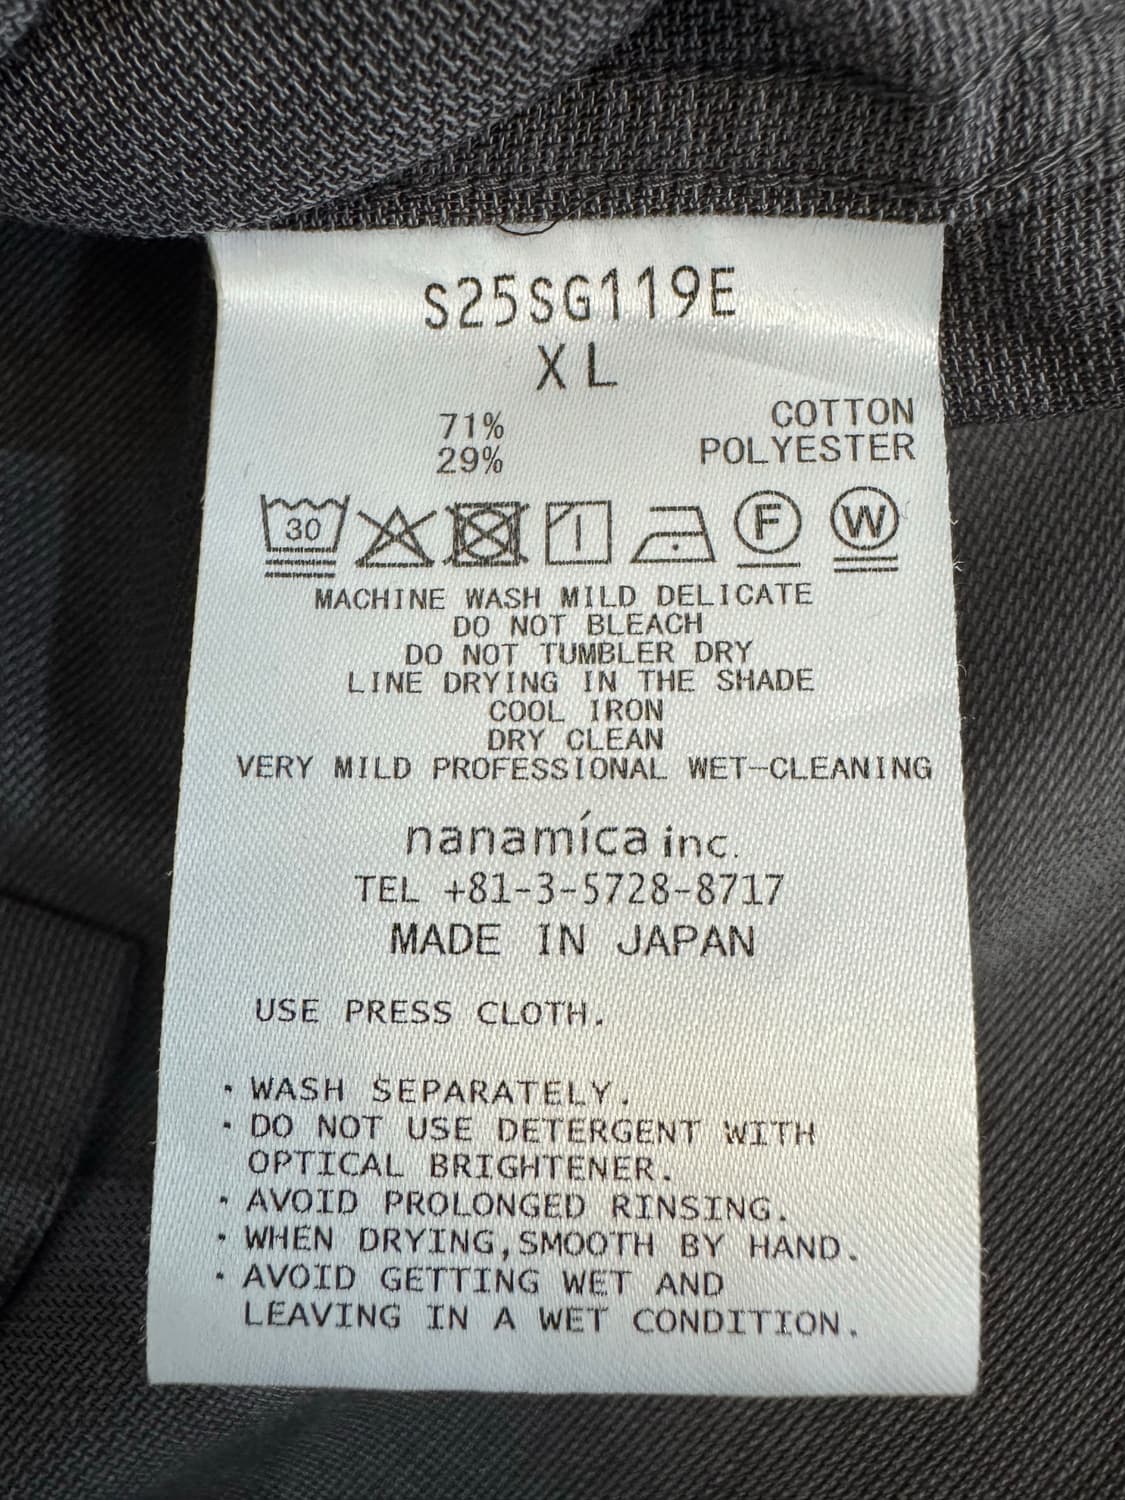 S25SG119E
XL
71% COTTON
29% POLYESTER
30 F W
MACHINE WASH MILD DELICATE
DO NOT BLEACH
DO NOT TUMBLER DRY
LINE DRYING IN THE SHADE
COOL IRON
DRY CLEAN
VERY MILD PROFESSIONAL WET-CLEANING
nanamíca inc.
TEL +81-3-5728-8717
MADE IN JAPAN
USE PRESS CLOTH.
・WASH SEPARATELY.
・DO NOT USE DETERGENT WITH
OPTICAL BRIGHTENER.
・AVOID PROLONGED RINSING.
・WHEN DRYING,SMOOTH BY HAND.
・AVOID GETTING WET AND
LEAVING IN A WET CONDITION.